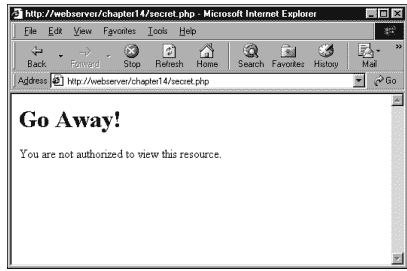 http://webserver/chapter14/secret.php - Microsoft Internet Explorer
File Edit View Favorites Tools Help
Back Forward Stop Refresh Home Search Favorites History Mail »
Address http://webserver/chapter14/secret.php Go
Go Away!
You are not authorized to view this resource.